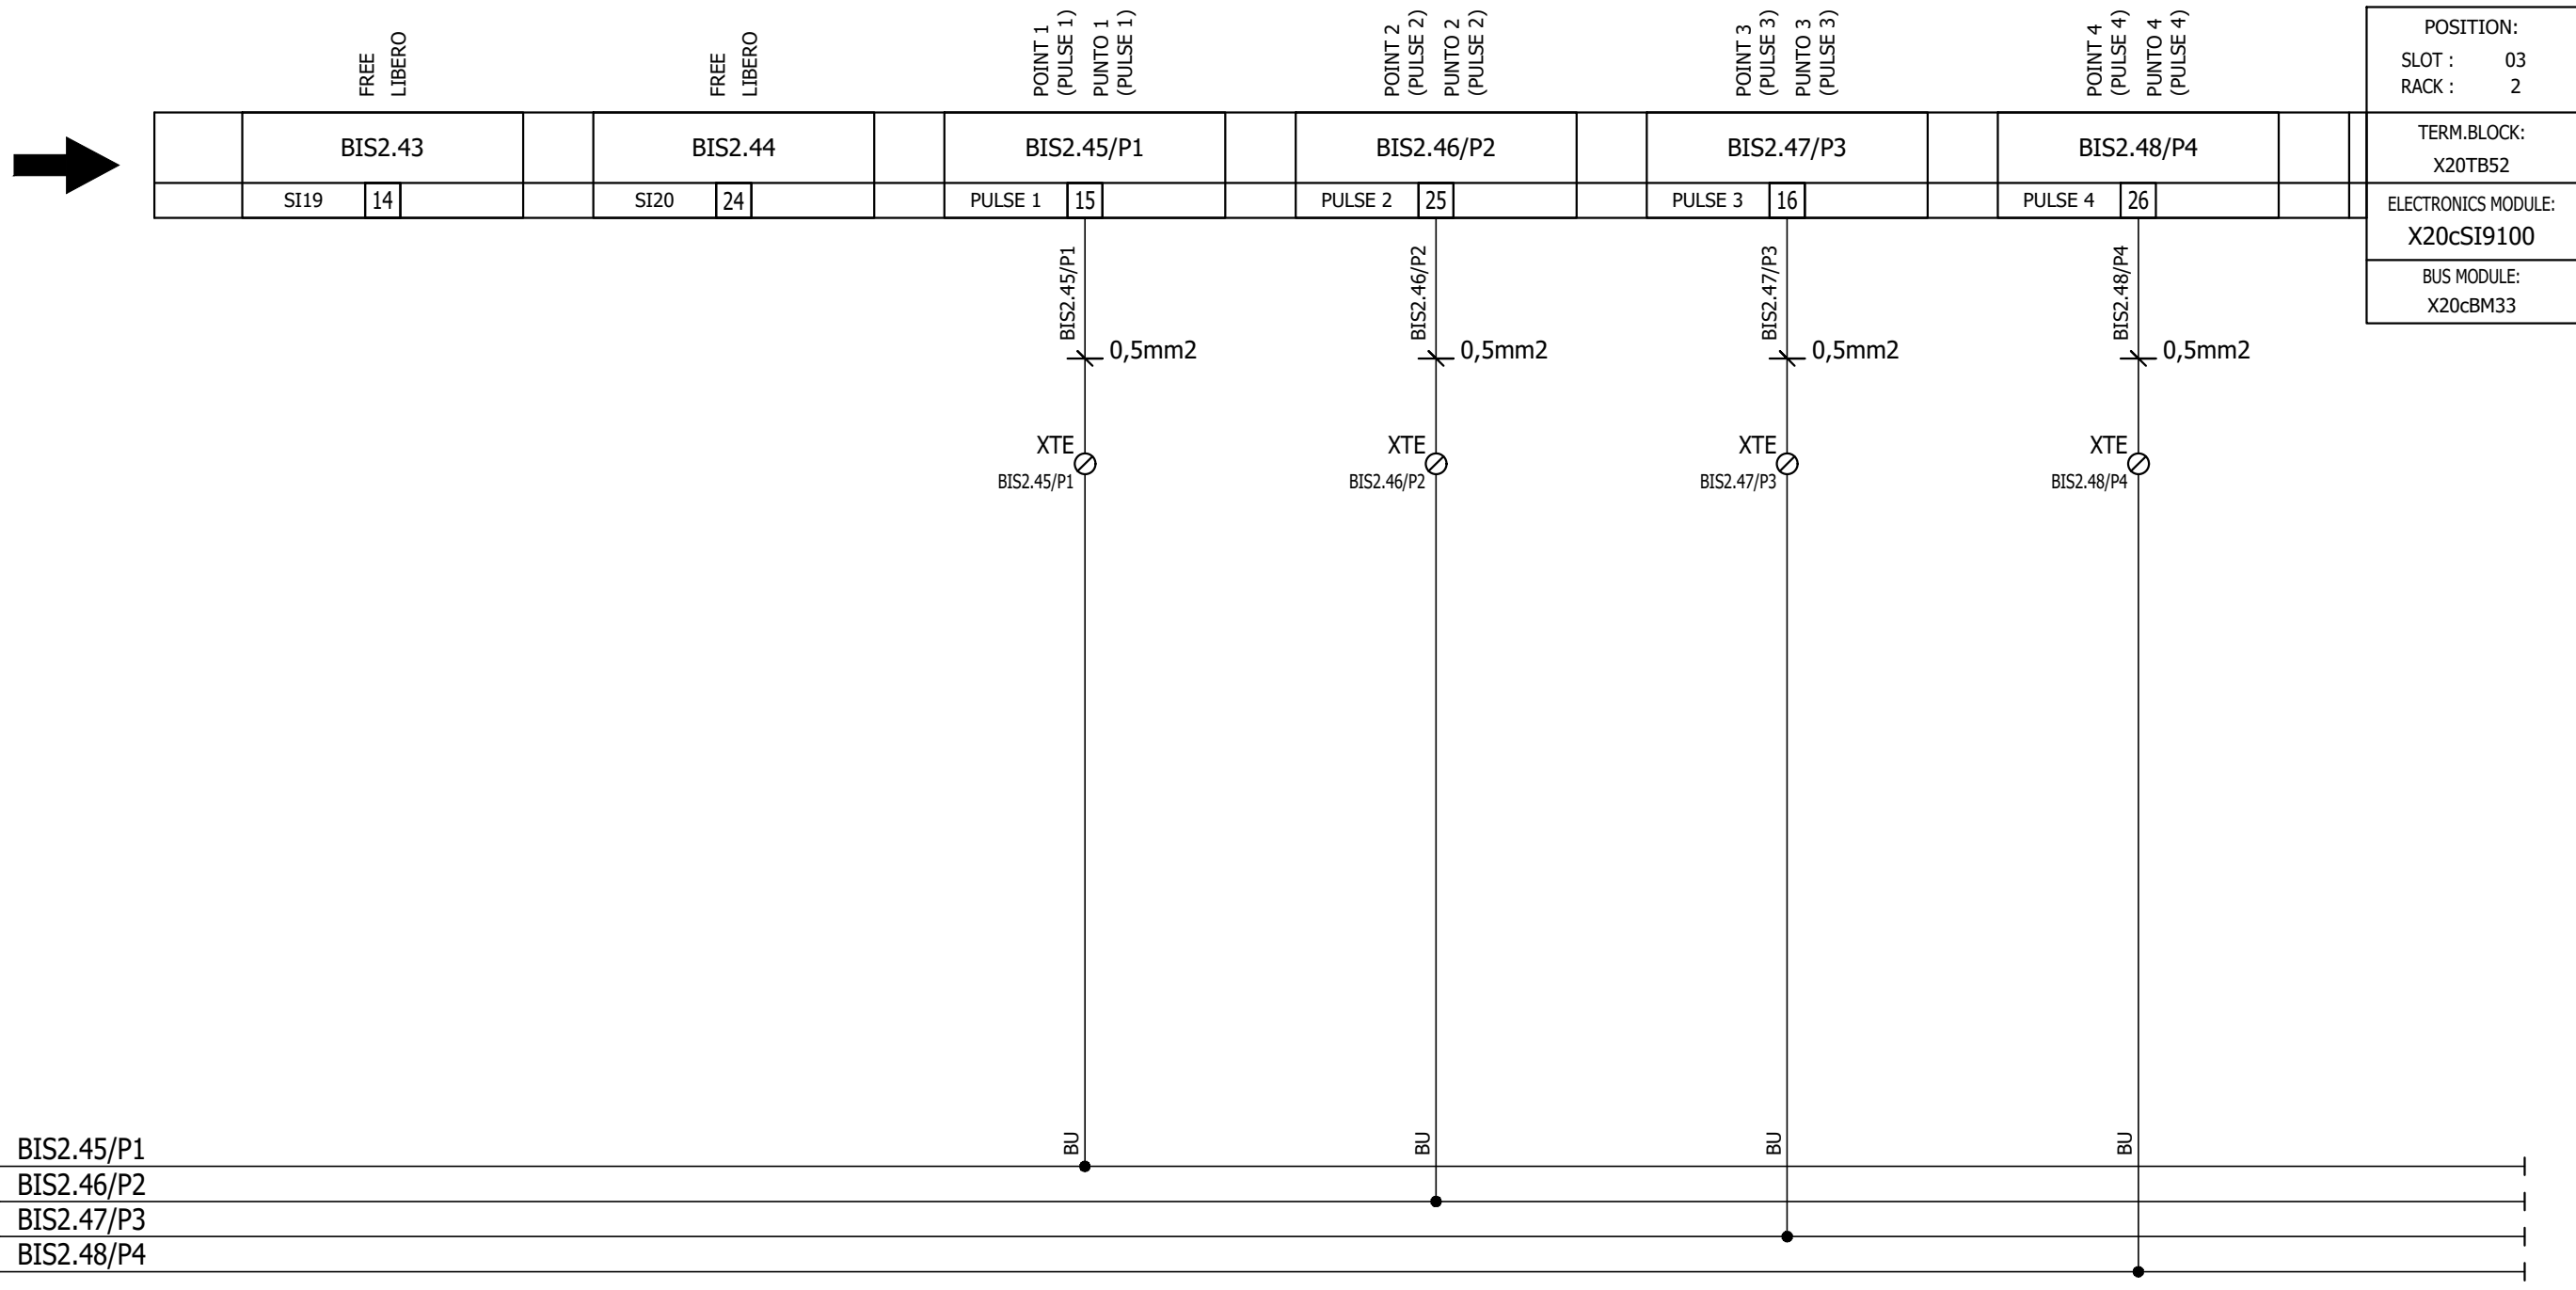 FREE
LIBERO
FREE
LIBERO
POINT 1
(PULSE 1)
PUNTO 1
(PULSE 1)
POINT 2
(PULSE 2)
PUNTO 2
(PULSE 2)
POINT 3
(PULSE 3)
PUNTO 3
(PULSE 3)
POINT 4
(PULSE 4)
PUNTO 4
(PULSE 4)
POSITION:
SLOT : 03
RACK : 2
BIS2.43
BIS2.44
BIS2.45/P1
BIS2.46/P2
BIS2.47/P3
BIS2.48/P4
TERM.BLOCK:
X20TB52
SI19 14
SI20 24
PULSE 1 15
PULSE 2 25
PULSE 3 16
PULSE 4 26
ELECTRONICS MODULE:
X20cSI9100
BUS MODULE:
X20cBM33
BIS2.45/P1
BIS2.46/P2
BIS2.47/P3
BIS2.48/P4
0,5mm2
0,5mm2
0,5mm2
0,5mm2
XTE
BIS2.45/P1
XTE
BIS2.46/P2
XTE
BIS2.47/P3
XTE
BIS2.48/P4
BU
BU
BU
BU
BIS2.45/P1
BIS2.46/P2
BIS2.47/P3
BIS2.48/P4